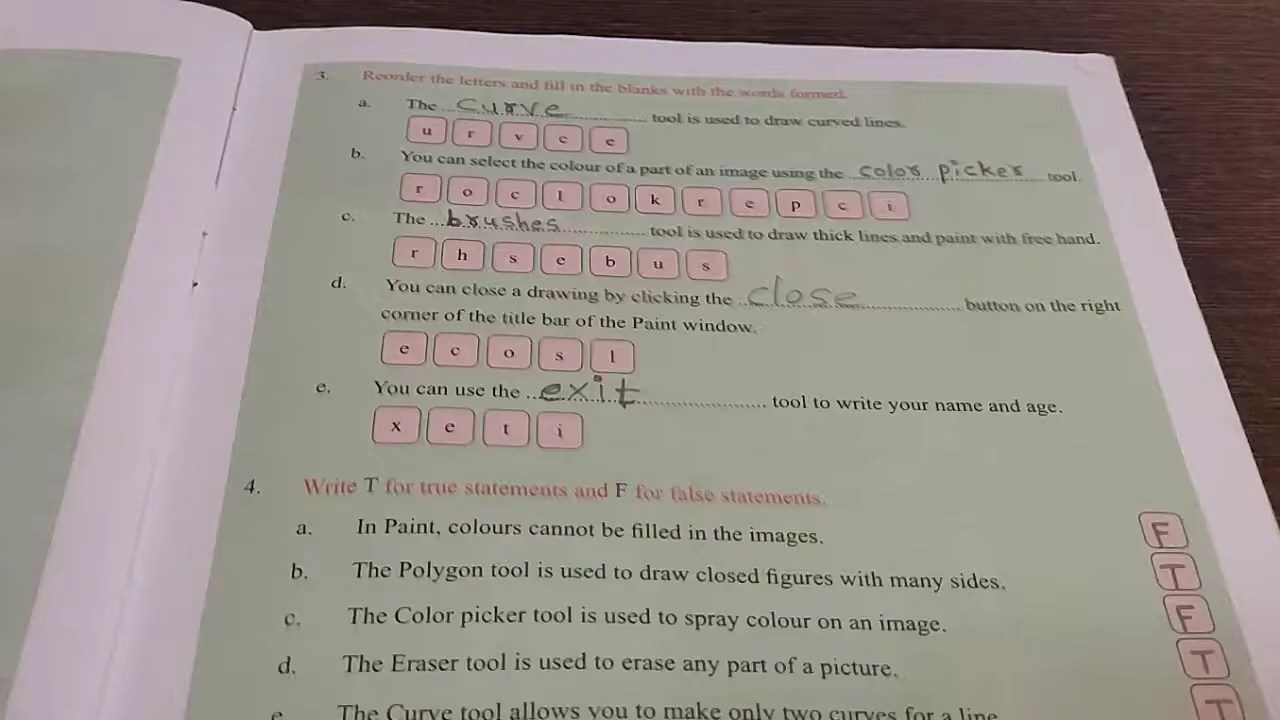 3. Reorder the letters and fill in the blanks with the words formed.
a. The curve tool is used to draw curved lines.
u r v c e
b. You can select the colour of a part of an image using the color picker tool.
r o c l o k r e p c i
c. The brushes tool is used to draw thick lines and paint with free hand.
r h s e b u s
d. You can close a drawing by clicking the close button on the right
corner of the title bar of the Paint window.
e c o s l
e. You can use the exit tool to write your name and age.
x e t i
4. Write T for true statements and F for false statements.
a. In Paint, colours cannot be filled in the images. F
b. The Polygon tool is used to draw closed figures with many sides. T
c. The Color picker tool is used to spray colour on an image. F
d. The Eraser tool is used to erase any part of a picture. T
e. The Curve tool allows you to make only two curves for a line. T